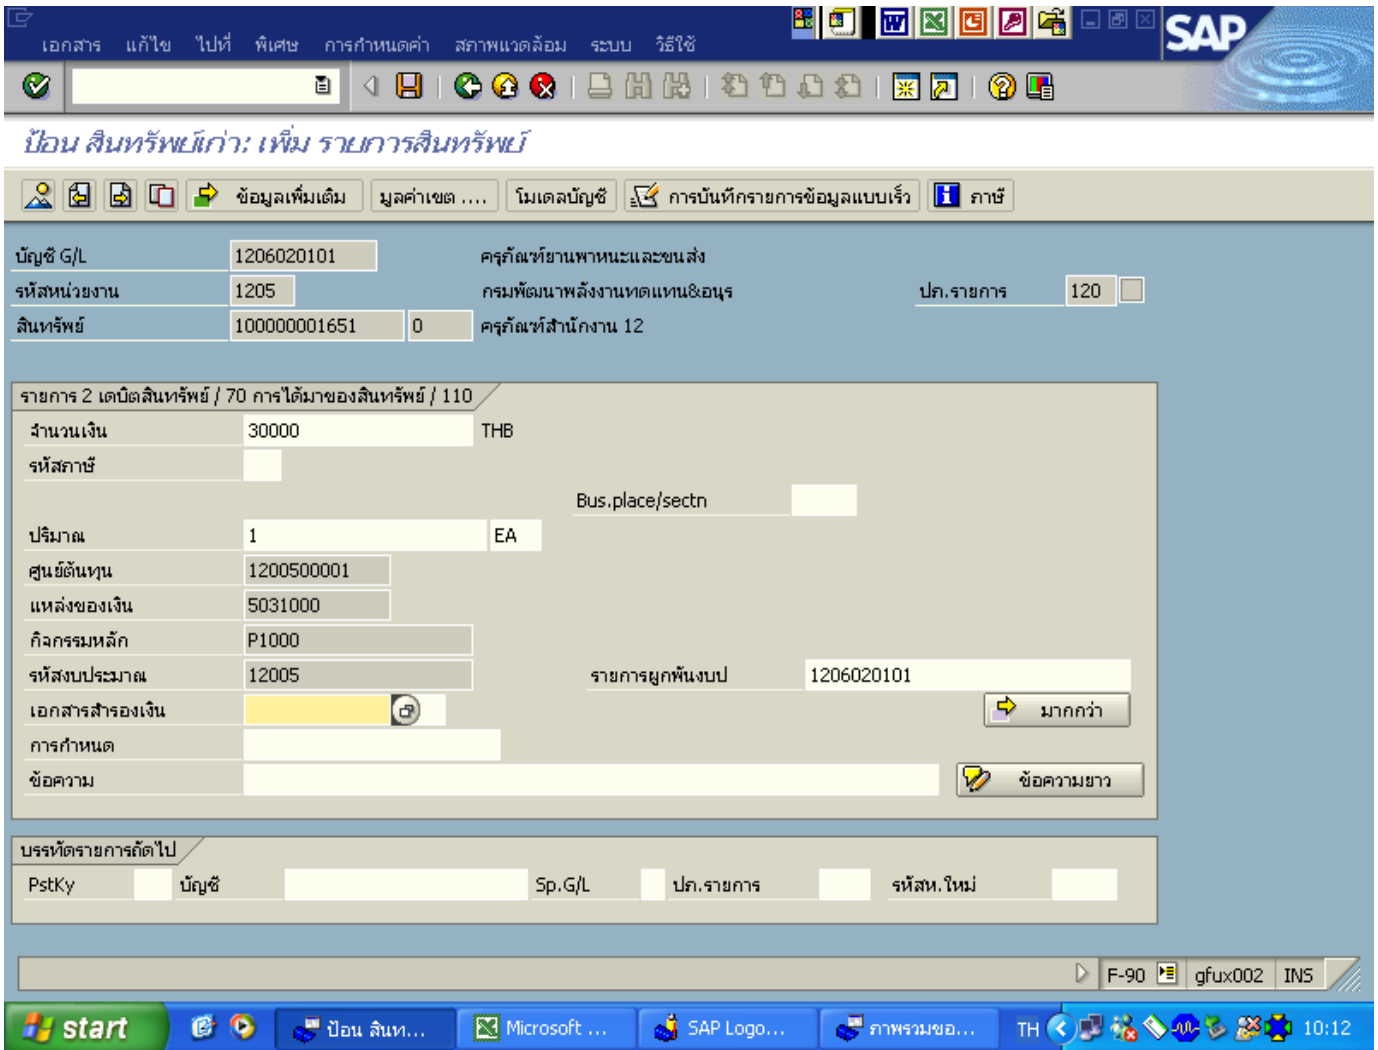 เอกสาร แก้ไข ไปที่ พิเศษ การกำหนดค่า สภาพแวดล้อม ระบบ วิธีใช้
SAP
ป้อน สินทรัพย์เก่า: เพิ่ม รายการสินทรัพย์
ข้อมูลเพิ่มเติม มูลค่าเขต .... โมเดลบัญชี การบันทึกรายการข้อมูลแบบเร็ว ภาษี
บัญชี G/L 1206020101 ครุภัณฑ์ยานพาหนะและขนส่ง
รหัสหน่วยงาน 1205 กรมพัฒนาพลังงานทดแทน&อนุร ปภ.รายการ 120
สินทรัพย์ 100000001651 0 ครุภัณฑ์สำนักงาน 12
รายการ 2 เดบิตสินทรัพย์ / 70 การได้มาของสินทรัพย์ / 110
จำนวนเงิน 30000 THB
รหัสภาษี
Bus.place/sectn
ปริมาณ 1 EA
ศูนย์ต้นทุน 1200500001
แหล่งของเงิน 5031000
กิจกรรมหลัก P1000
รหัสงบประมาณ 12005 รายการผูกพันงบป 1206020101
เอกสารสำรองเงิน มากกว่า
การกำหนด
ข้อความ ข้อความยาว
บรรทัดรายการถัดไป
PstKy บัญชี Sp.G/L ปภ.รายการ รหัสห.ใหม่
F-90 gfux002 INS
start ป้อน สินท... Microsoft ... SAP Logo... ภาพรวมขอ... TH 10:12